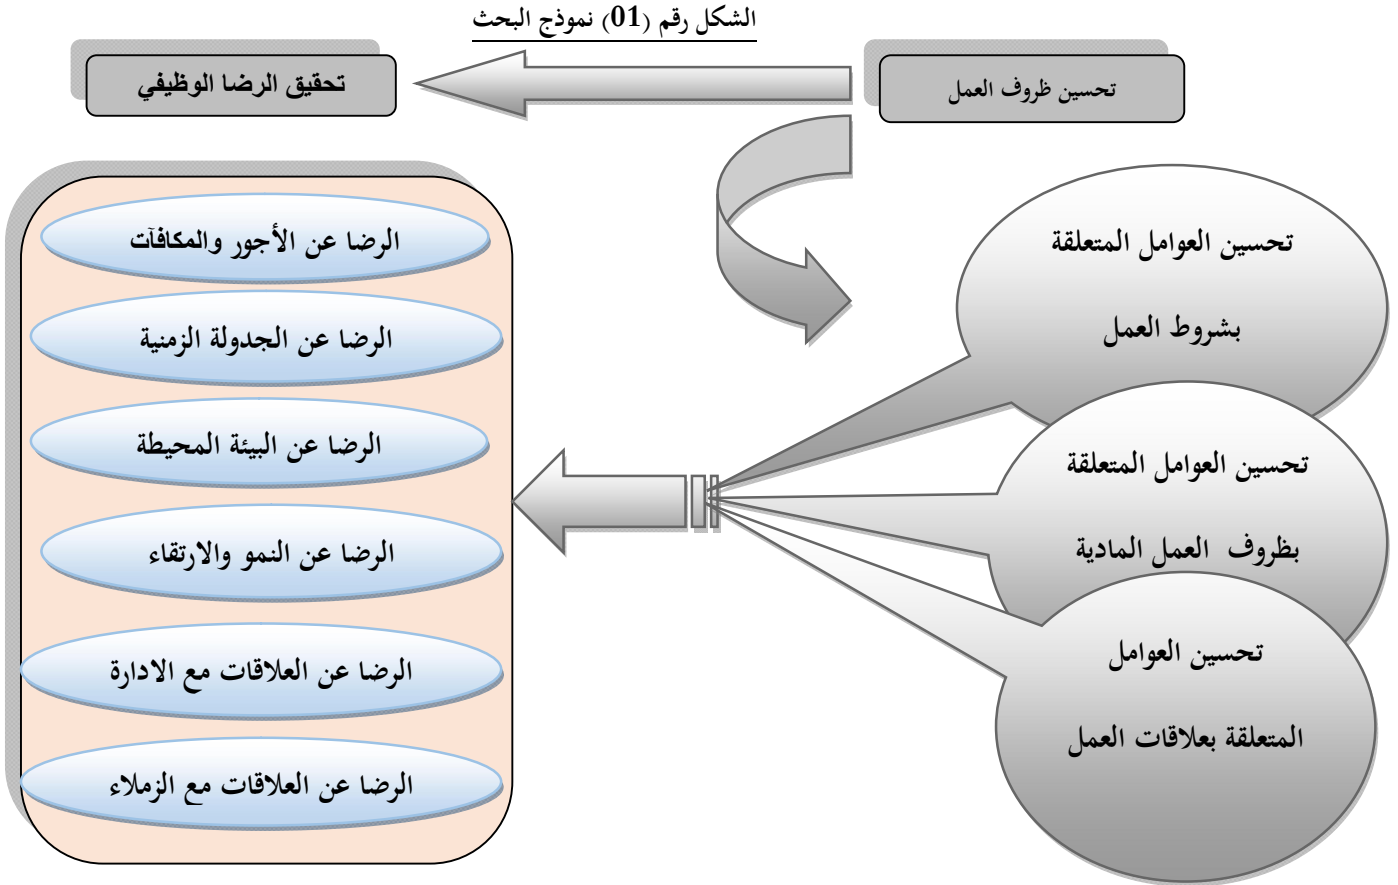 الشكل رقم (01) نموذج البحث
تحسين ظروف العمل
تحقيق الرضا الوظيفي
تحسين العوامل المتعلقة
بشروط العمل
تحسين العوامل المتعلقة
بظروف العمل المادية
تحسين العوامل
المتعلقة بعلاقات العمل
الرضا عن الأجور والمكافآت
الرضا عن الجدولة الزمنية
الرضا عن البيئة المحيطة
الرضا عن النمو والارتقاء
الرضا عن العلاقات مع الادارة
الرضا عن العلاقات مع الزملاء